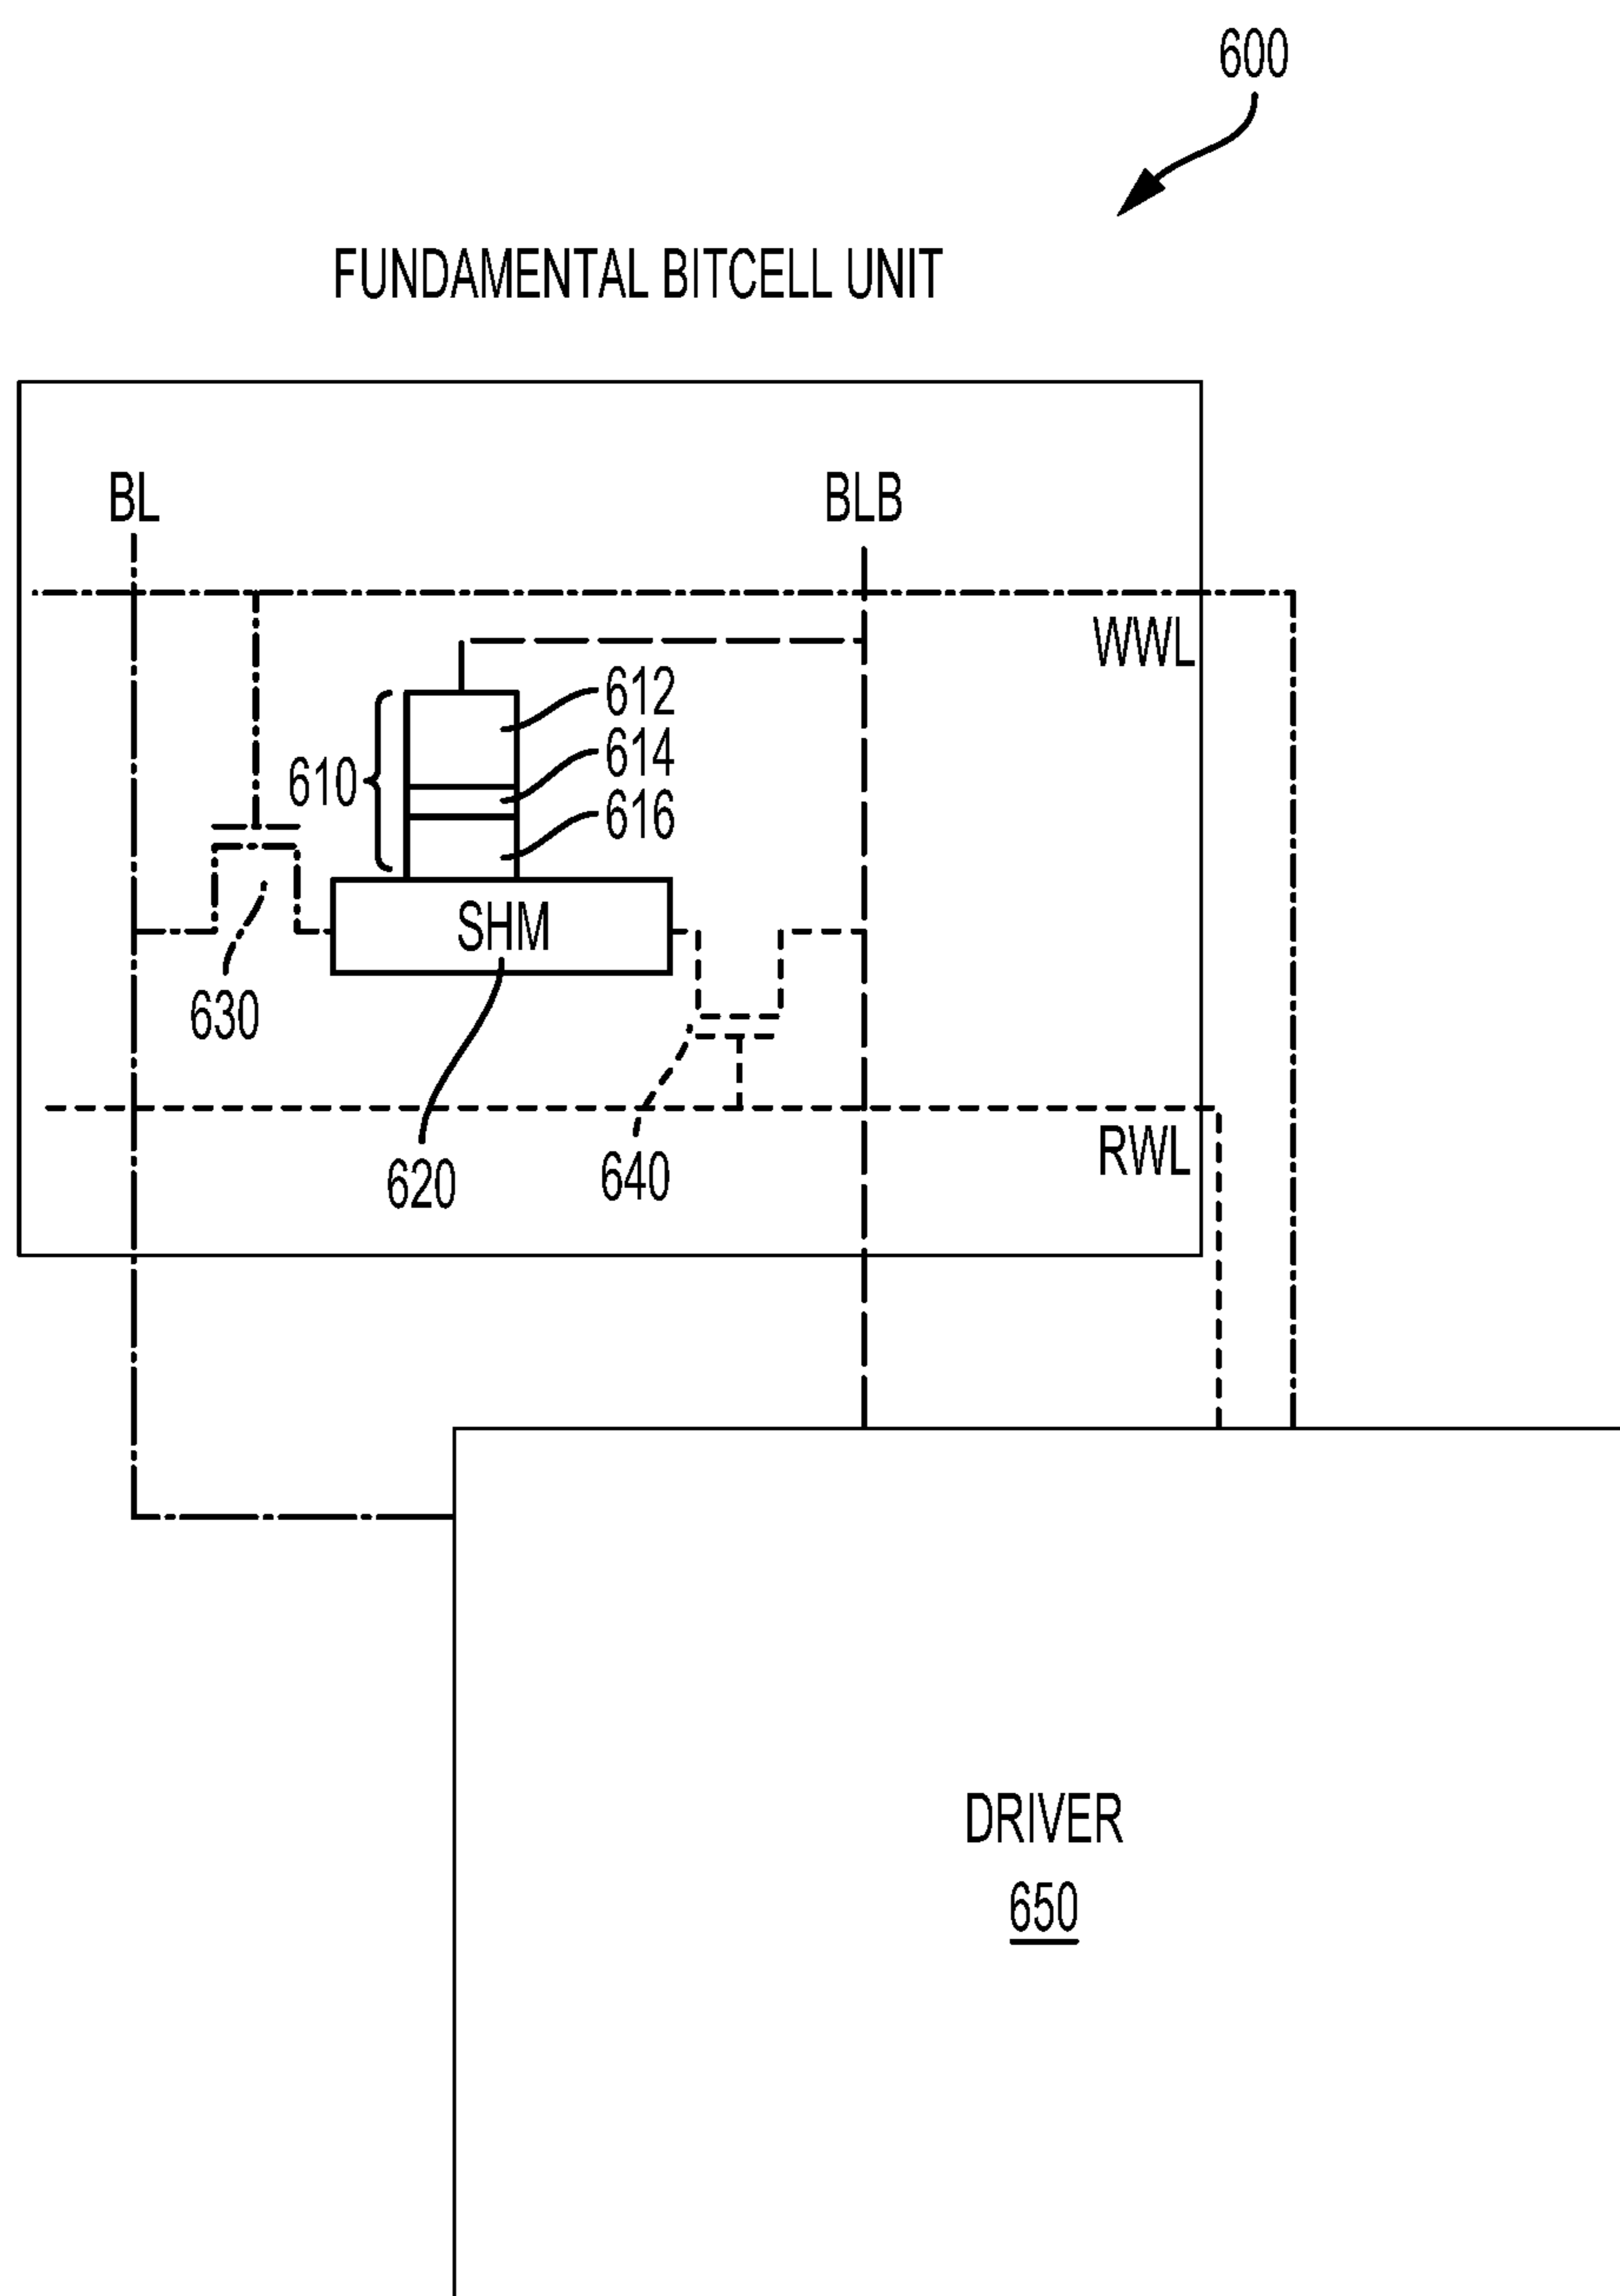 600
FUNDAMENTAL BITCELL UNIT
BL
BLB
WWL
612
614
610
616
SHM
630
RWL
620
640
DRIVER
650